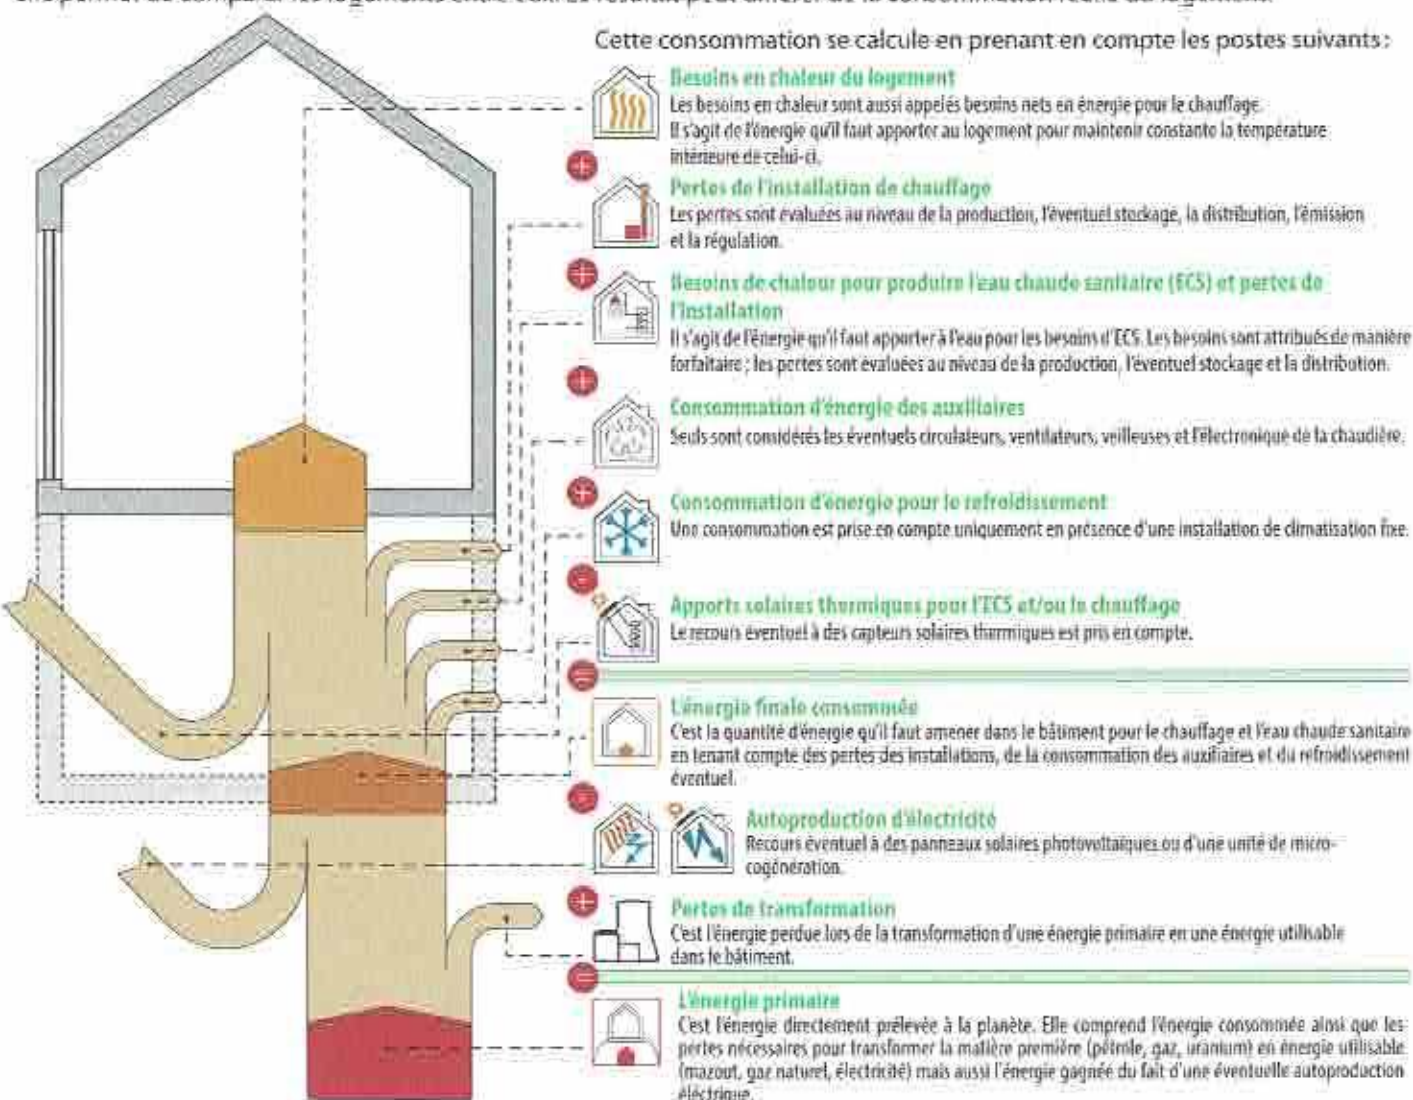 Cette consommation se calcule en prenant en compte les postes suivants :
Besoins en chaleur du logement
Les besoins en chaleur sont aussi appelés besoins nets en énergie pour le chauffage.
Il s'agit de l'énergie qu'il faut apporter au logement pour maintenir constante la température
intérieure de celui-ci.
+
Pertes de l'installation de chauffage
Les pertes sont évaluées au niveau de la production, l'éventuel stockage, la distribution, l'émission
et la régulation.
+
Besoins de chaleur pour produire l'eau chaude sanitaire (ECS) et pertes de
l'installation
Il s'agit de l'énergie qu'il faut apporter à l'eau pour les besoins d'ECS. Les besoins sont attribués de manière
forfaitaire ; les pertes sont évaluées au niveau de la production, l'éventuel stockage et la distribution.
+
Consommation d'énergie des auxiliaires
Seuls sont considérés les éventuels circulateurs, ventilateurs, veilleuses et l'électronique de la chaudière.
+
Consommation d'énergie pour le refroidissement
Une consommation est prise en compte uniquement en présence d'une installation de climatisation fixe.
-
Apports solaires thermiques pour l'ECS et/ou le chauffage
Le recours éventuel à des capteurs solaires thermiques est pris en compte.
=
L'énergie finale consommée
C'est la quantité d'énergie qu'il faut amener dans le bâtiment pour le chauffage et l'eau chaude sanitaire
en tenant compte des pertes des installations, de la consommation des auxiliaires et du refroidissement
éventuel.
-
Autoproduction d'électricité
Recours éventuel à des panneaux solaires photovoltaïques ou d'une unité de micro-
cogénération.
+
Pertes de transformation
C'est l'énergie perdue lors de la transformation d'une énergie primaire en une énergie utilisable
dans le bâtiment.
=
L'énergie primaire
C'est l'énergie directement prélevée à la planète. Elle comprend l'énergie consommée ainsi que les
pertes nécessaires pour transformer la matière première (pétrole, gaz, uranium) en énergie utilisable
(mazout, gaz naturel, électricité) mais aussi l'énergie gagnée du fait d'une éventuelle autoproduction
électrique.